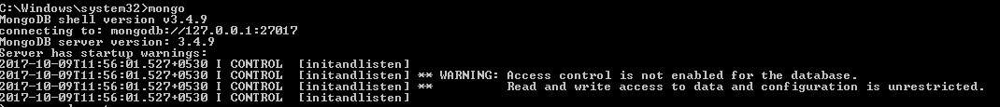 C:\Windows\system32>mongo
MongoDB shell version v3.4.9
connecting to: mongodb://127.0.0.1:27017
MongoDB server version: 3.4.9
Server has startup warnings:
2017-10-09T11:56:01.527+0530 I CONTROL  [initandlisten]
2017-10-09T11:56:01.527+0530 I CONTROL  [initandlisten] ** WARNING: Access control is not enabled for the database.
2017-10-09T11:56:01.527+0530 I CONTROL  [initandlisten] **          Read and write access to data and configuration is unrestricted.
2017-10-09T11:56:01.527+0530 I CONTROL  [initandlisten]